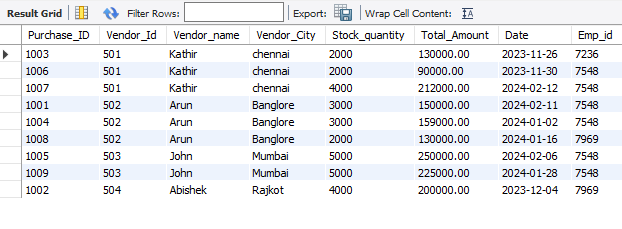 Result Grid Filter Rows: Export: Wrap Cell Content:
Purchase_ID Vendor_Id Vendor_name Vendor_City Stock_quantity Total_Amount Date Emp_id
1003 501 Kathir chennai 2000 130000.00 2023-11-26 7236
1006 501 Kathir chennai 2000 90000.00 2023-11-30 7548
1007 501 Kathir chennai 4000 212000.00 2024-02-12 7548
1001 502 Arun Banglore 3000 150000.00 2024-02-11 7548
1004 502 Arun Banglore 3000 159000.00 2024-01-02 7548
1008 502 Arun Banglore 2000 130000.00 2024-01-16 7969
1005 503 John Mumbai 5000 250000.00 2024-02-06 7548
1009 503 John Mumbai 5000 225000.00 2024-01-28 7548
1002 504 Abishek Rajkot 4000 200000.00 2023-12-04 7969